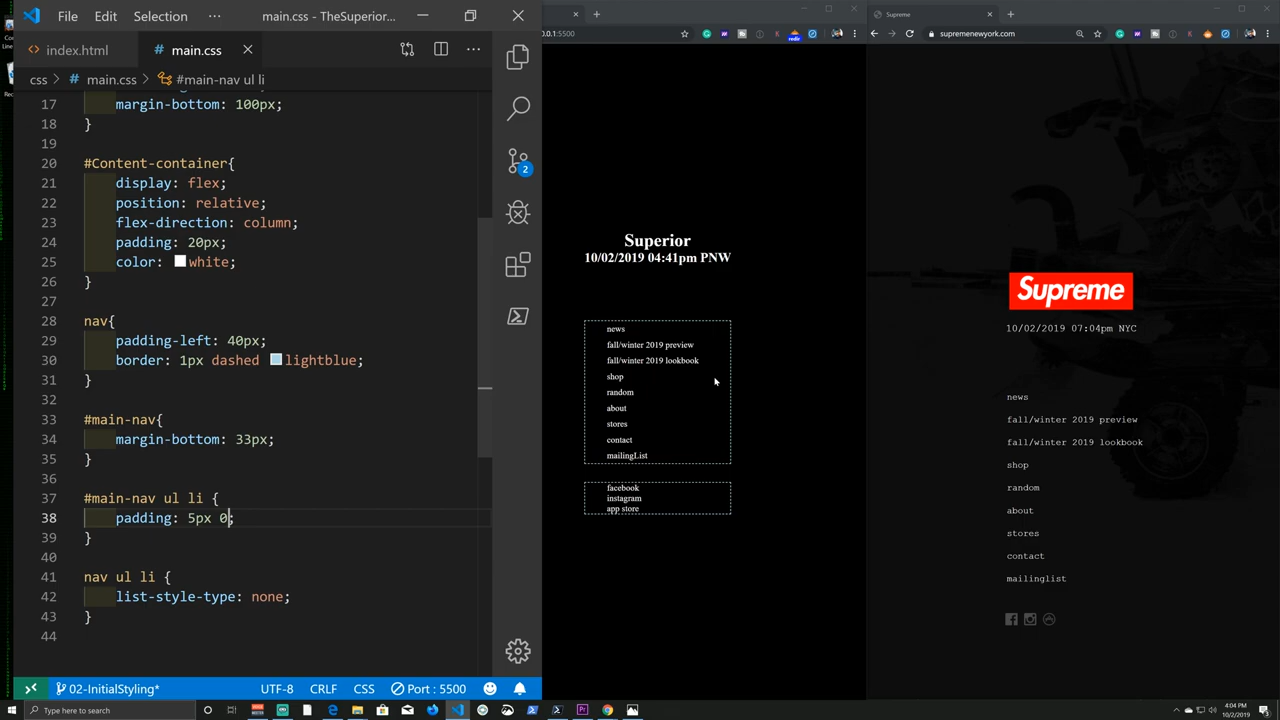 File Edit Selection ... main.css - TheSuperior...
index.html
main.css
css > # main.css > #main-nav ul li
17 margin-bottom: 100px;
18 }
19
20 #Content-container{
21 display: flex;
22 position: relative;
23 flex-direction: column;
24 padding: 20px;
25 color: white;
26 }
27
28 nav{
29 padding-left: 40px;
30 border: 1px dashed lightblue;
31 }
32
33 #main-nav{
34 margin-bottom: 33px;
35 }
36
37 #main-nav ul li {
38 padding: 5px 0;
39 }
40
41 nav ul li {
42 list-style-type: none;
43 }
44
2
02-InitialStyling* UTF-8 CRLF CSS Port : 5500
0.1:5500
Superior
10/02/2019 04:41pm PNW
news
fall/winter 2019 preview
fall/winter 2019 lookbook
shop
random
about
stores
contact
mailingList
facebook
instagram
app store
Supreme
supremenewyork.com
Supreme
10/02/2019 07:04pm NYC
news
fall/winter 2019 preview
fall/winter 2019 lookbook
shop
random
about
stores
contact
mailinglist
Type here to search
4:04 PM
10/2/2019